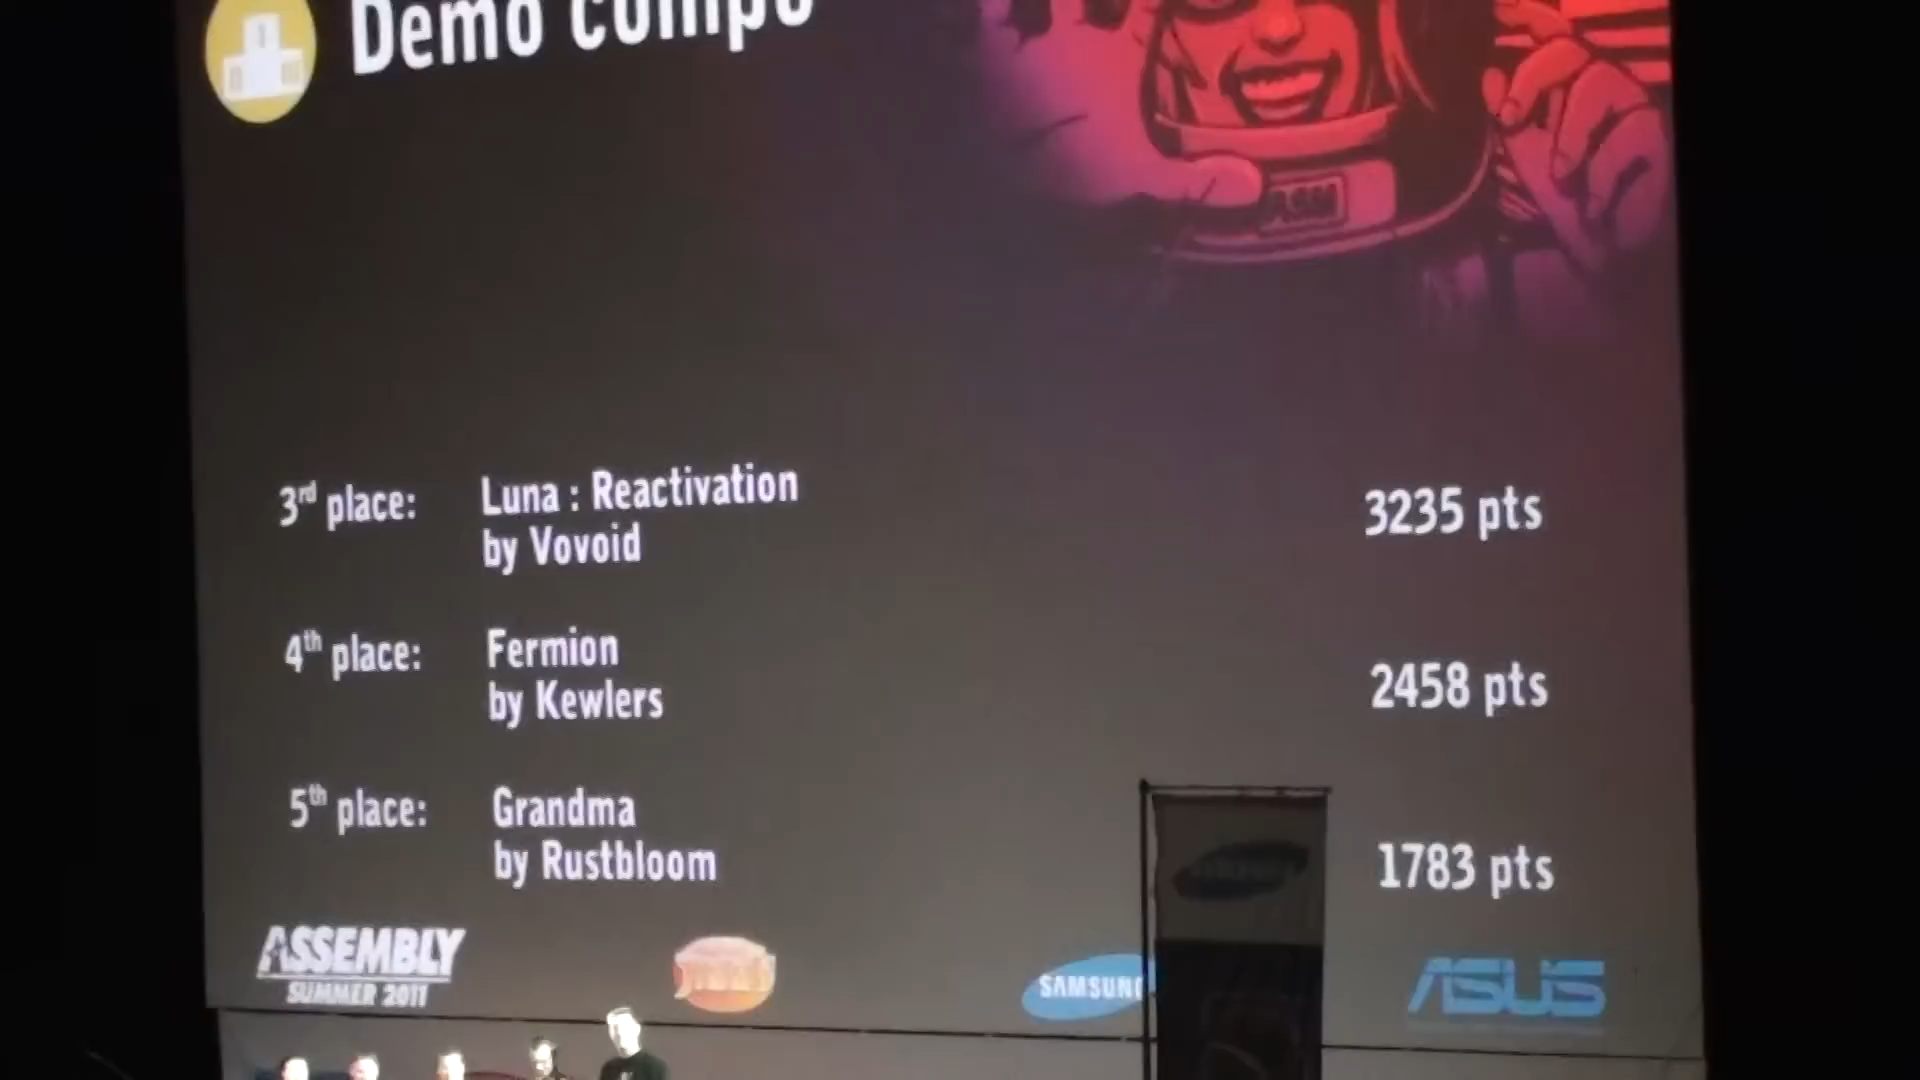 Demo compo
ASM
3rd place: Luna : Reactivation
by Vovoid
3235 pts
4th place: Fermion
by Kewlers
2458 pts
5th place: Grandma
by Rustbloom
1783 pts
ASSEMBLY
SUMMER 2011
SAMSUNG
ASUS